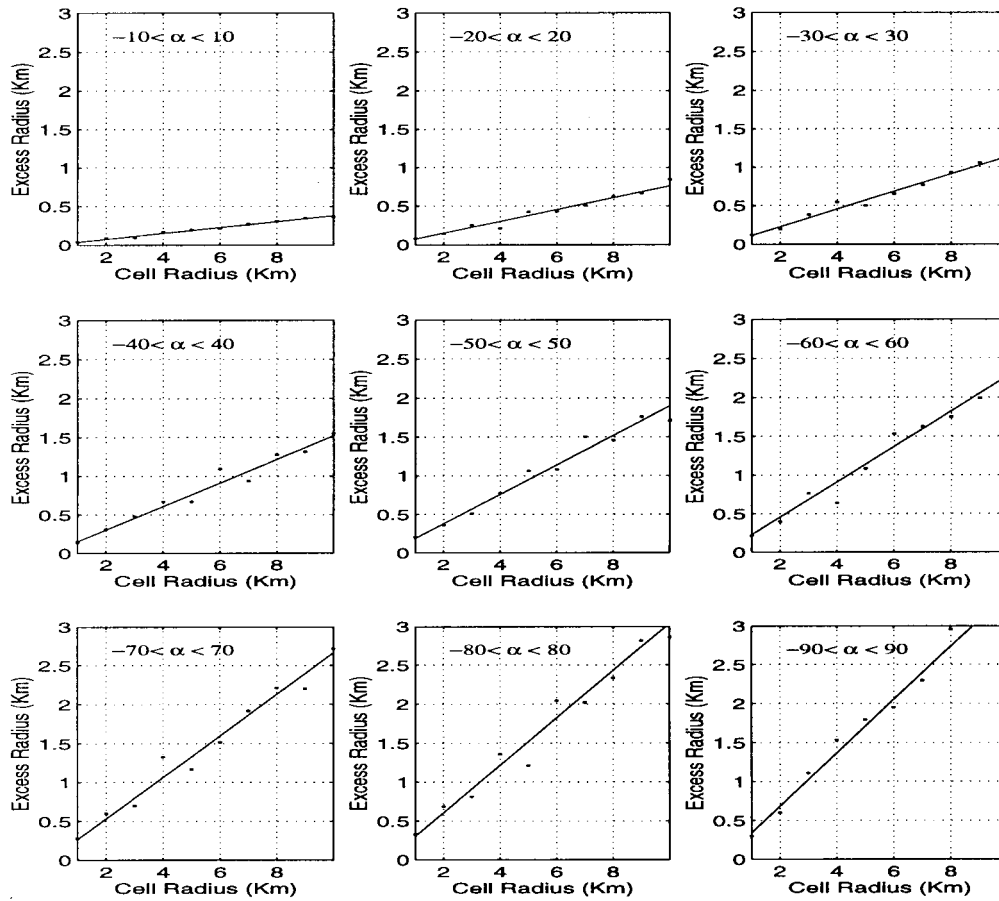 −10< α < 10
3
2.5
2
1.5
1
0.5
0
Excess Radius (Km)
2 4 6 8
Cell Radius (Km)
−20< α < 20
3
2.5
2
1.5
1
0.5
0
Excess Radius (Km)
2 4 6 8
Cell Radius (Km)
−30< α < 30
3
2.5
2
1.5
1
0.5
0
Excess Radius (Km)
2 4 6 8
Cell Radius (Km)
−40< α < 40
3
2.5
2
1.5
1
0.5
0
Excess Radius (Km)
2 4 6 8
Cell Radius (Km)
−50< α < 50
3
2.5
2
1.5
1
0.5
0
Excess Radius (Km)
2 4 6 8
Cell Radius (Km)
−60< α < 60
3
2.5
2
1.5
1
0.5
0
Excess Radius (Km)
2 4 6 8
Cell Radius (Km)
−70< α < 70
3
2.5
2
1.5
1
0.5
0
Excess Radius (Km)
2 4 6 8
Cell Radius (Km)
−80< α < 80
3
2.5
2
1.5
1
0.5
0
Excess Radius (Km)
2 4 6 8
Cell Radius (Km)
−90< α < 90
3
2.5
2
1.5
1
0.5
0
Excess Radius (Km)
2 4 6 8
Cell Radius (Km)